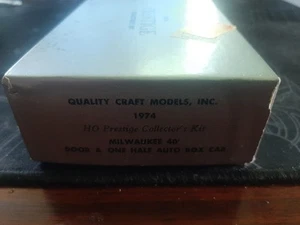 QUALITY CRAFT MODELS, INC.
1974
HO Prestige Collector's Kit
MILWAUKEE 40'
DOOR & ONE HALF AUTO BOX CAR